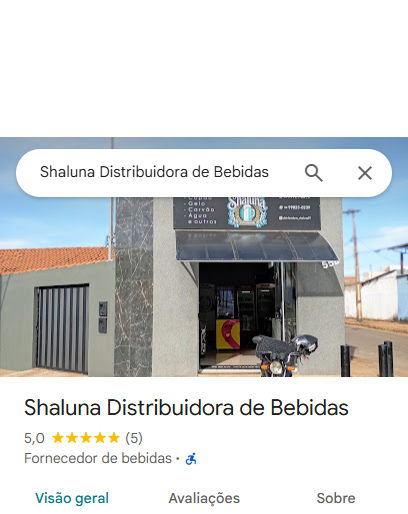 Shaluna Distribuidora de Bebidas
Shaluna
- Gelo
- Carvão
- Água
e outros
Shaluna Distribuidora de Bebidas
5,0 ★★★★★ (5)
Fornecedor de bebidas ·
Visão geral
Avaliações
Sobre